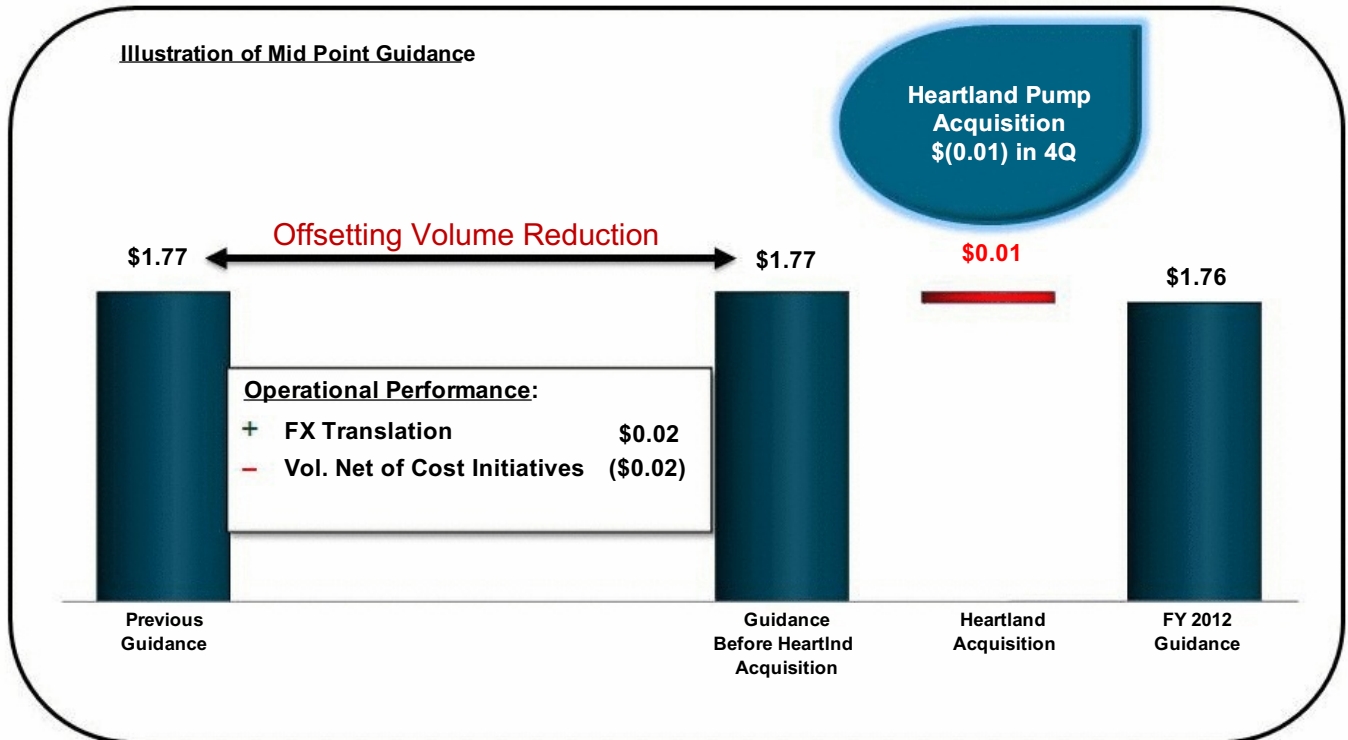 Illustration of Mid Point Guidance
Heartland Pump
Acquisition
$(0.01) in 4Q
Offsetting Volume Reduction
$1.77
$1.77
$0.01
$1.76
Operational Performance:
+ FX Translation $0.02
– Vol. Net of Cost Initiatives ($0.02)
Previous
Guidance
Guidance
Before Heartlnd
Acquisition
Heartland
Acquisition
FY 2012
Guidance